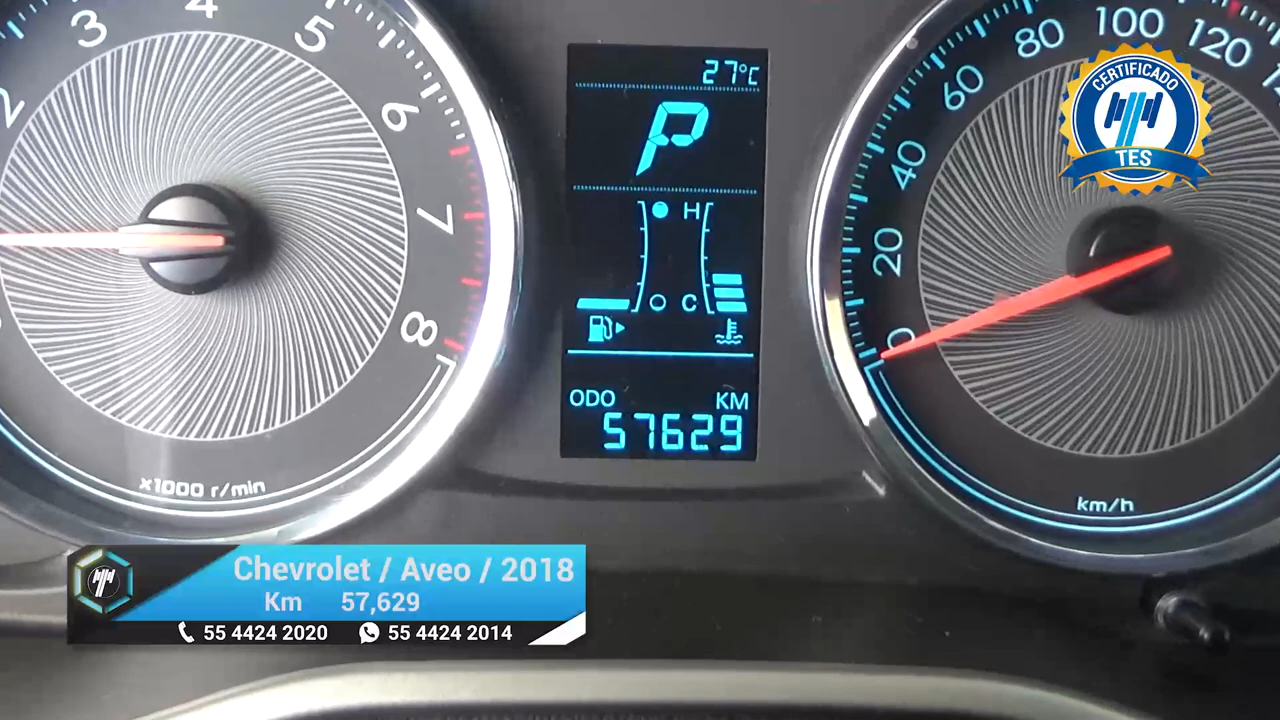 2
3
4
5
6
7
8
x1000 r/min
27°C
P
H
C
ODO KM
57629
0
20
40
60
80
100
120
km/h
CERTIFICADO
TES
Chevrolet / Aveo / 2018
Km 57,629
55 4424 2020 55 4424 2014